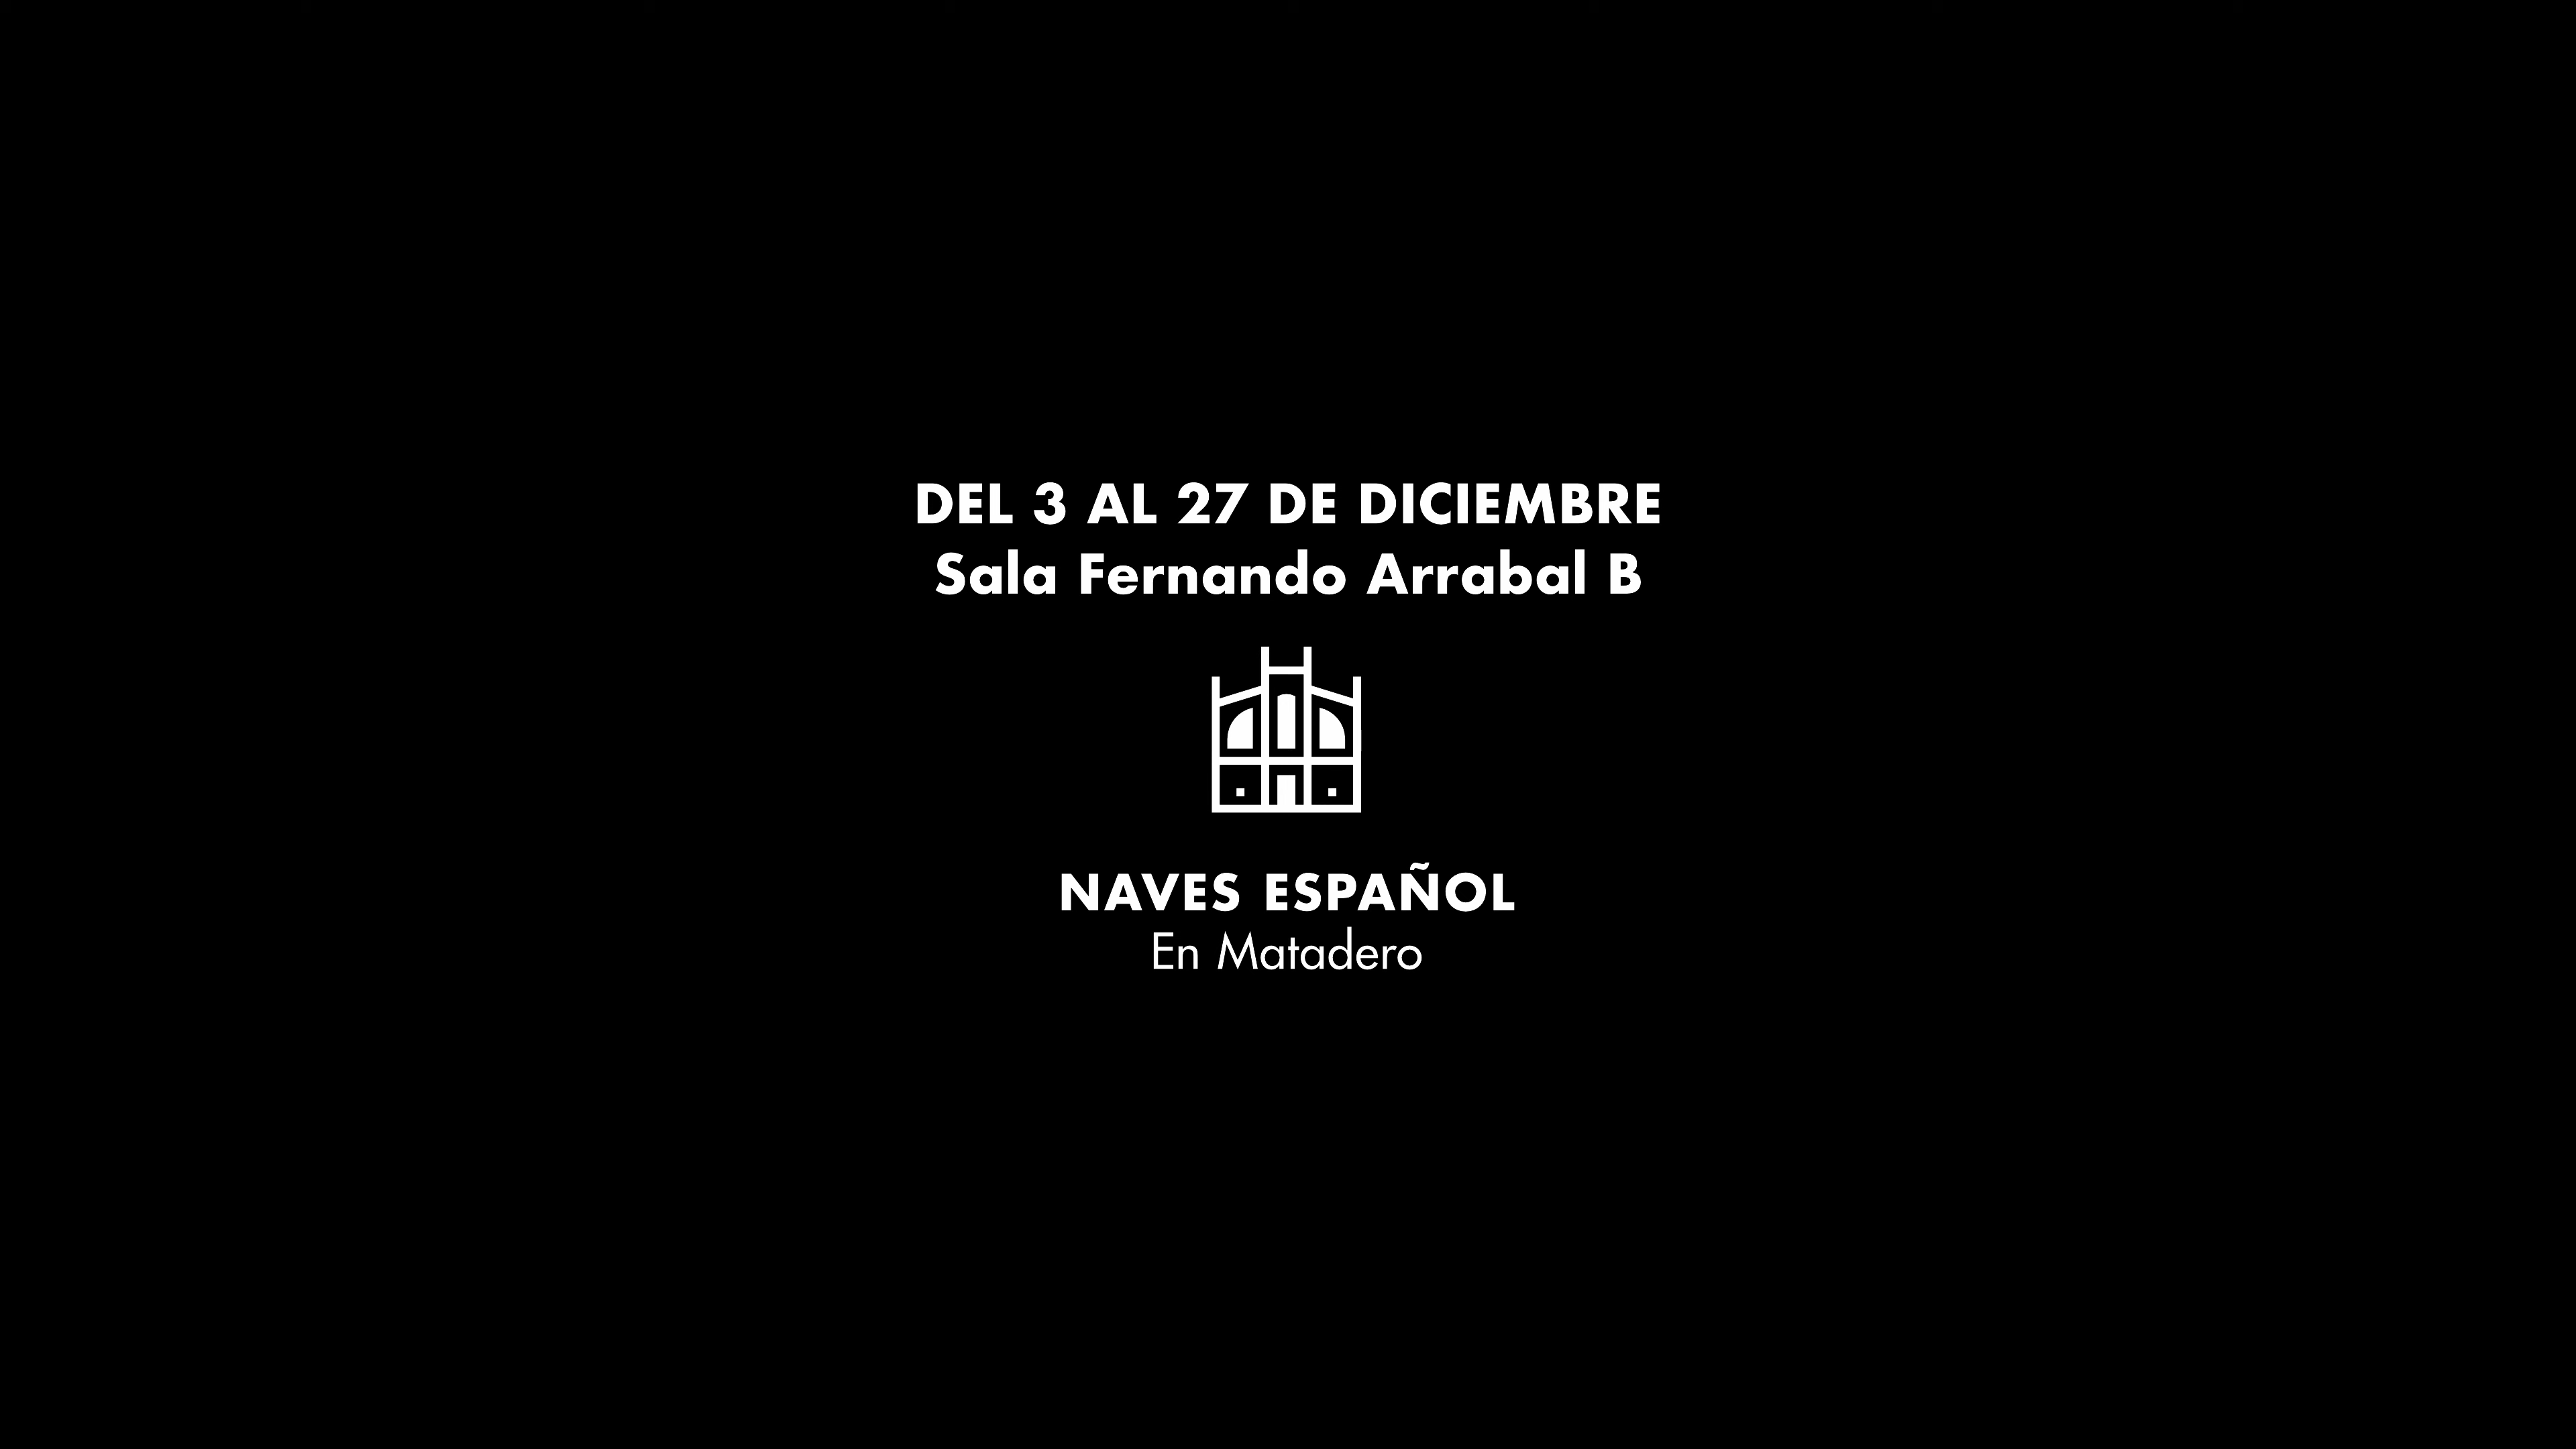 DEL 3 AL 27 DE DICIEMBRE
Sala Fernando Arrabal B
NAVES ESPAÑOL
En Matadero